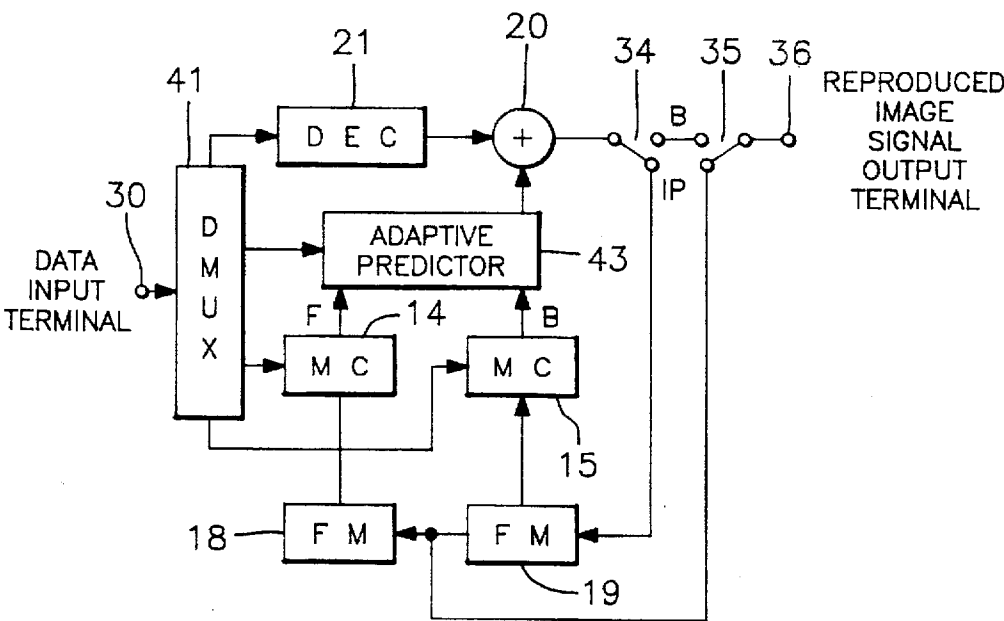 20
34
35
36
21
41
REPRODUCED
IMAGE
SIGNAL
OUTPUT
TERMINAL
D E C
+
B
IP
30
DATA
INPUT
TERMINAL
D
M
U
X
ADAPTIVE
PREDICTOR
43
F
14
B
M C
M C
15
18
F M
F M
19